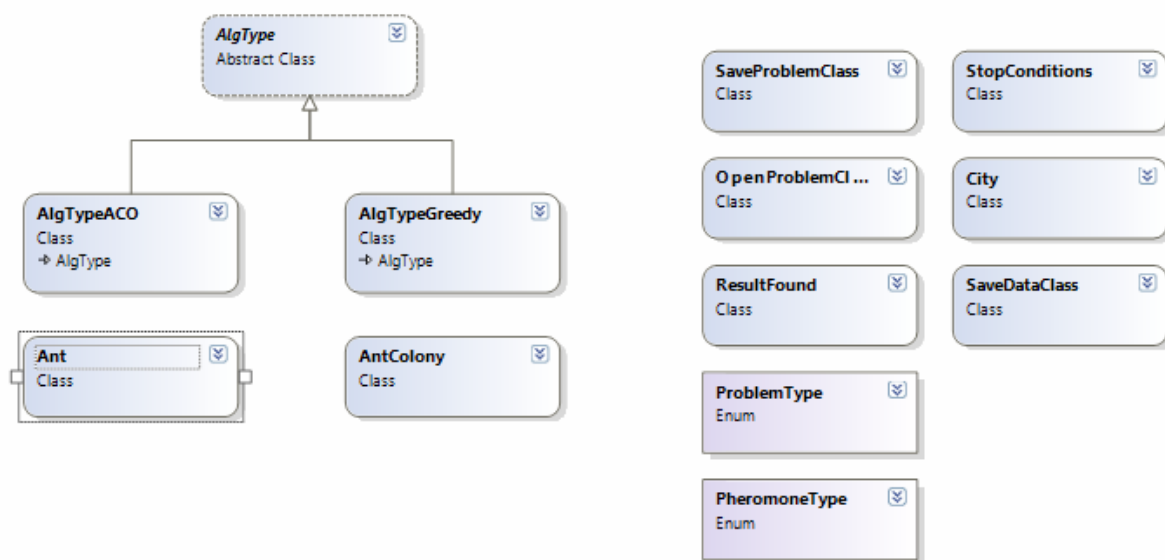 AlgType
Abstract Class
AlgTypeACO
Class
AlgType
AlgTypeGreedy
Class
AlgType
Ant
Class
AntColony
Class
SaveProblemClass
Class
StopConditions
Class
OpenProblemCl...
Class
City
Class
ResultFound
Class
SaveDataClass
Class
ProblemType
Enum
PheromoneType
Enum